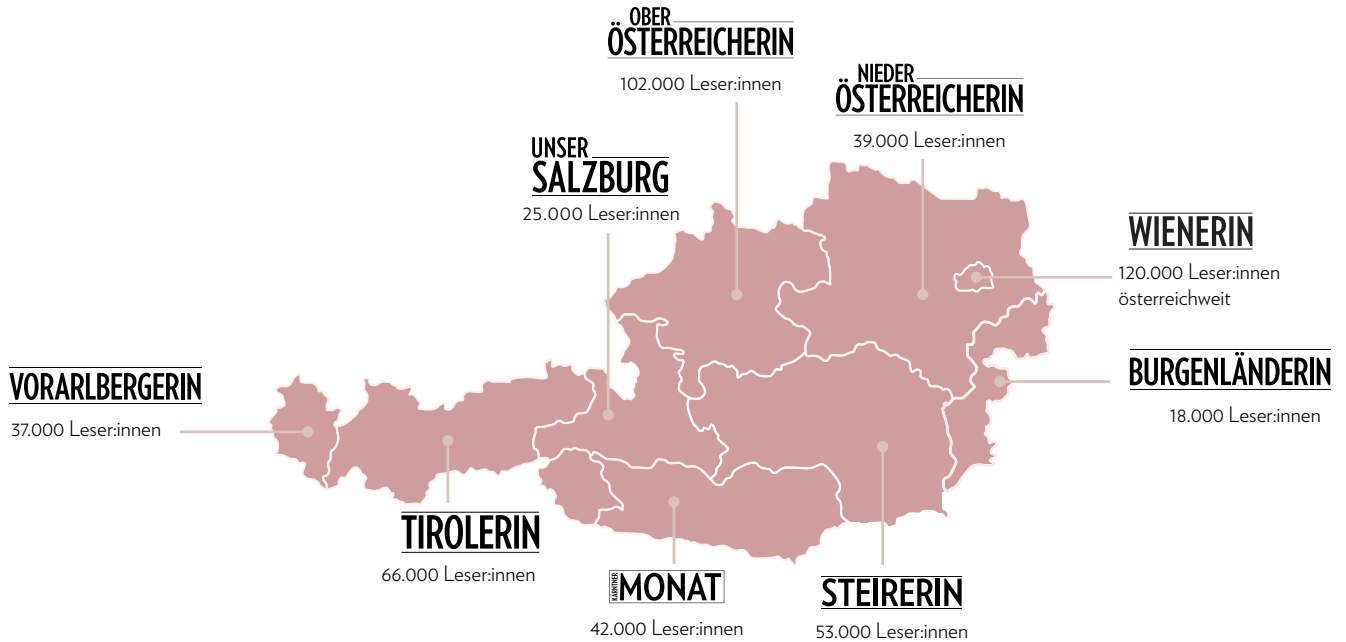 OBER
ÖSTERREICHERIN
102.000 Leser:innen
NIEDER
ÖSTERREICHERIN
39.000 Leser:innen
UNSER
SALZBURG
25.000 Leser:innen
WIENERIN
120.000 Leser:innen
österreichweit
VORARLBERGERIN
37.000 Leser:innen
BURGENLÄNDERIN
18.000 Leser:innen
TIROLERIN
66.000 Leser:innen
KÄRNTNER MONAT
42.000 Leser:innen
STEIRERIN
53.000 Leser:innen